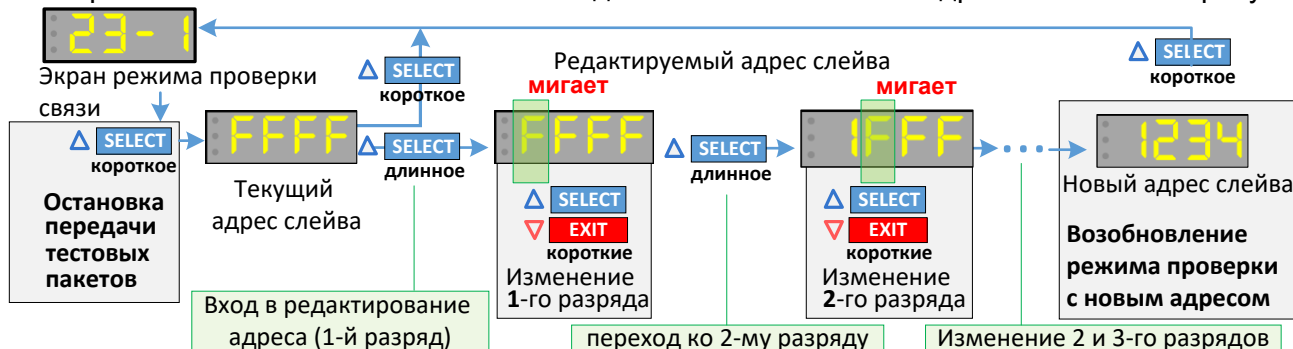 23-1
Экран режима проверки
связи
△ SELECT
короткое
Остановка
передачи
тестовых
пакетов
FFFF
Текущий
адрес слейва
△ SELECT
короткое
△ SELECT
длинное
Вход в редактирование
адреса (1-й разряд)
Редактируемый адрес слейва
мигает
FFFF
△ SELECT
▽ EXIT
короткие
Изменение
1-го разряда
△ SELECT
длинное
переход ко 2-му разряду
мигает
1FFF
△ SELECT
▽ EXIT
короткие
Изменение
2-го разряда
Изменение 2 и 3-го разрядов
△ SELECT
короткое
1234
Новый адрес слейва
Возобновление
режима проверки
с новым адресом